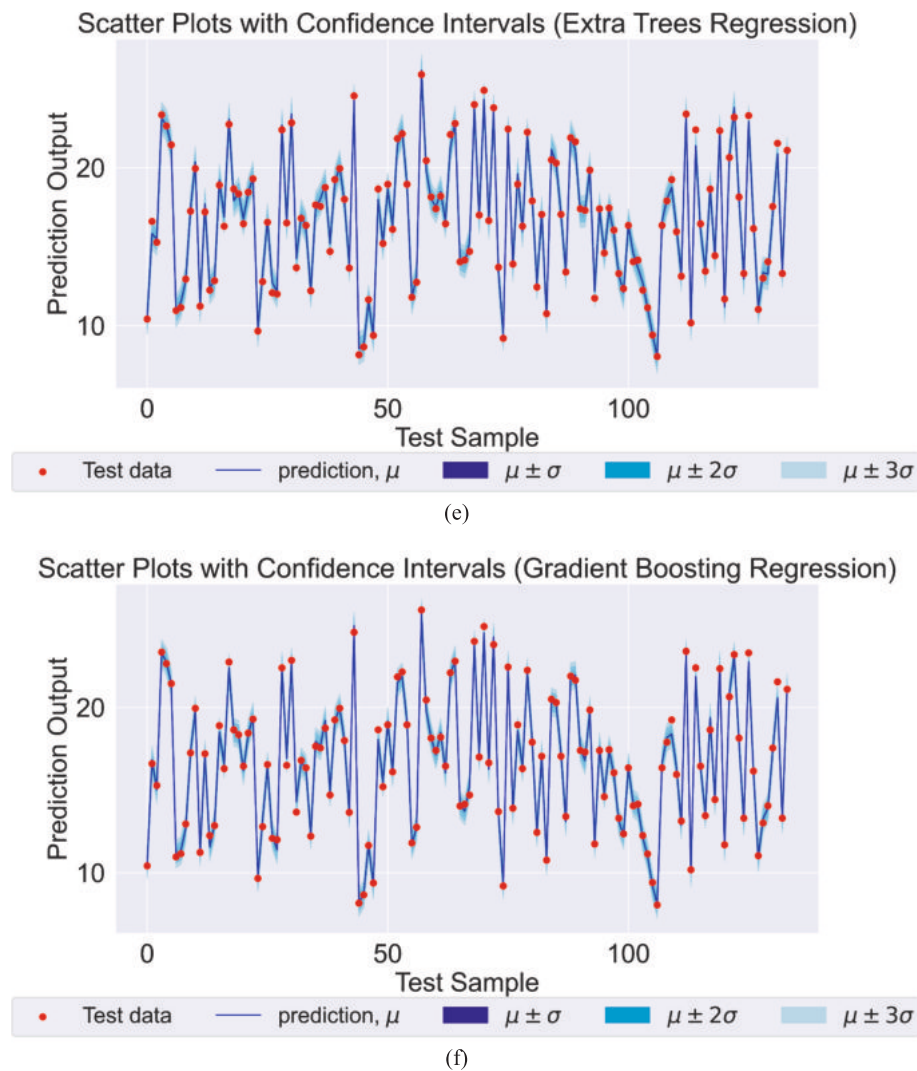 Scatter Plots with Confidence Intervals (Extra Trees Regression)
Prediction Output
20
10
0 50 100
Test Sample
Test data prediction, μ μ ± σ μ ± 2σ μ ± 3σ
(e)
Scatter Plots with Confidence Intervals (Gradient Boosting Regression)
Prediction Output
20
10
0 50 100
Test Sample
Test data prediction, μ μ ± σ μ ± 2σ μ ± 3σ
(f)